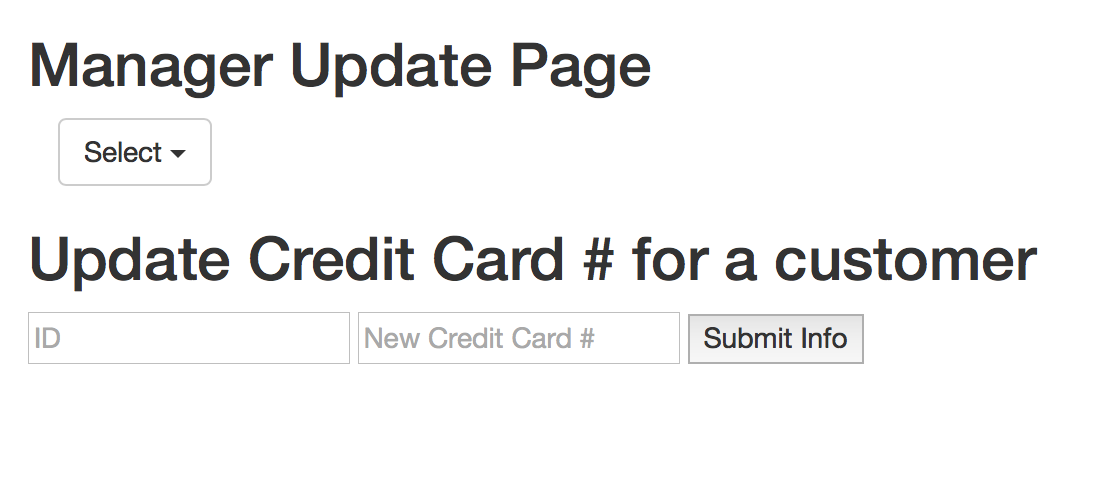 Manager Update Page
Select
Update Credit Card # for a customer
ID New Credit Card # Submit Info